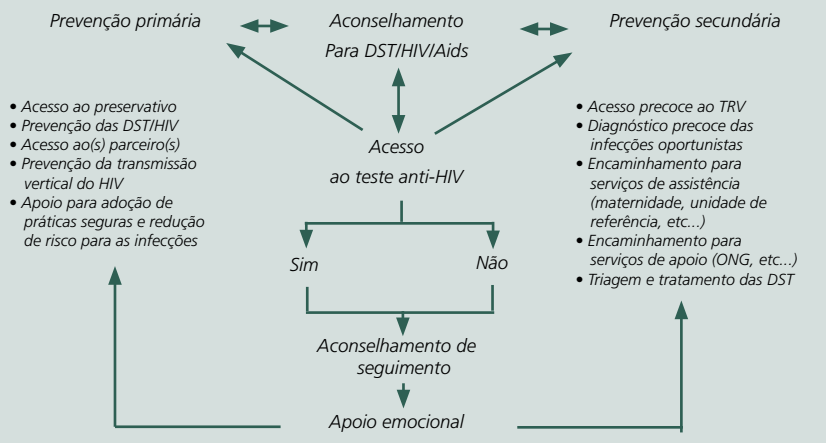 Prevenção primária
Aconselhamento
Para DST/HIV/Aids
Prevenção secundária
• Acesso ao preservativo
• Prevenção das DST/HIV
• Acesso ao(s) parceiro(s)
• Prevenção da transmissão
vertical do HIV
• Apoio para adoção de
práticas seguras e redução
de risco para as infecções
Acesso
ao teste anti-HIV
• Acesso precoce ao TRV
• Diagnóstico precoce das
infecções oportunistas
• Encaminhamento para
serviços de assistência
(maternidade, unidade de
referência, etc...)
• Encaminhamento para
serviços de apoio (ONG, etc...)
• Triagem e tratamento das DST
Sim
Não
Aconselhamento de
seguimento
Apoio emocional